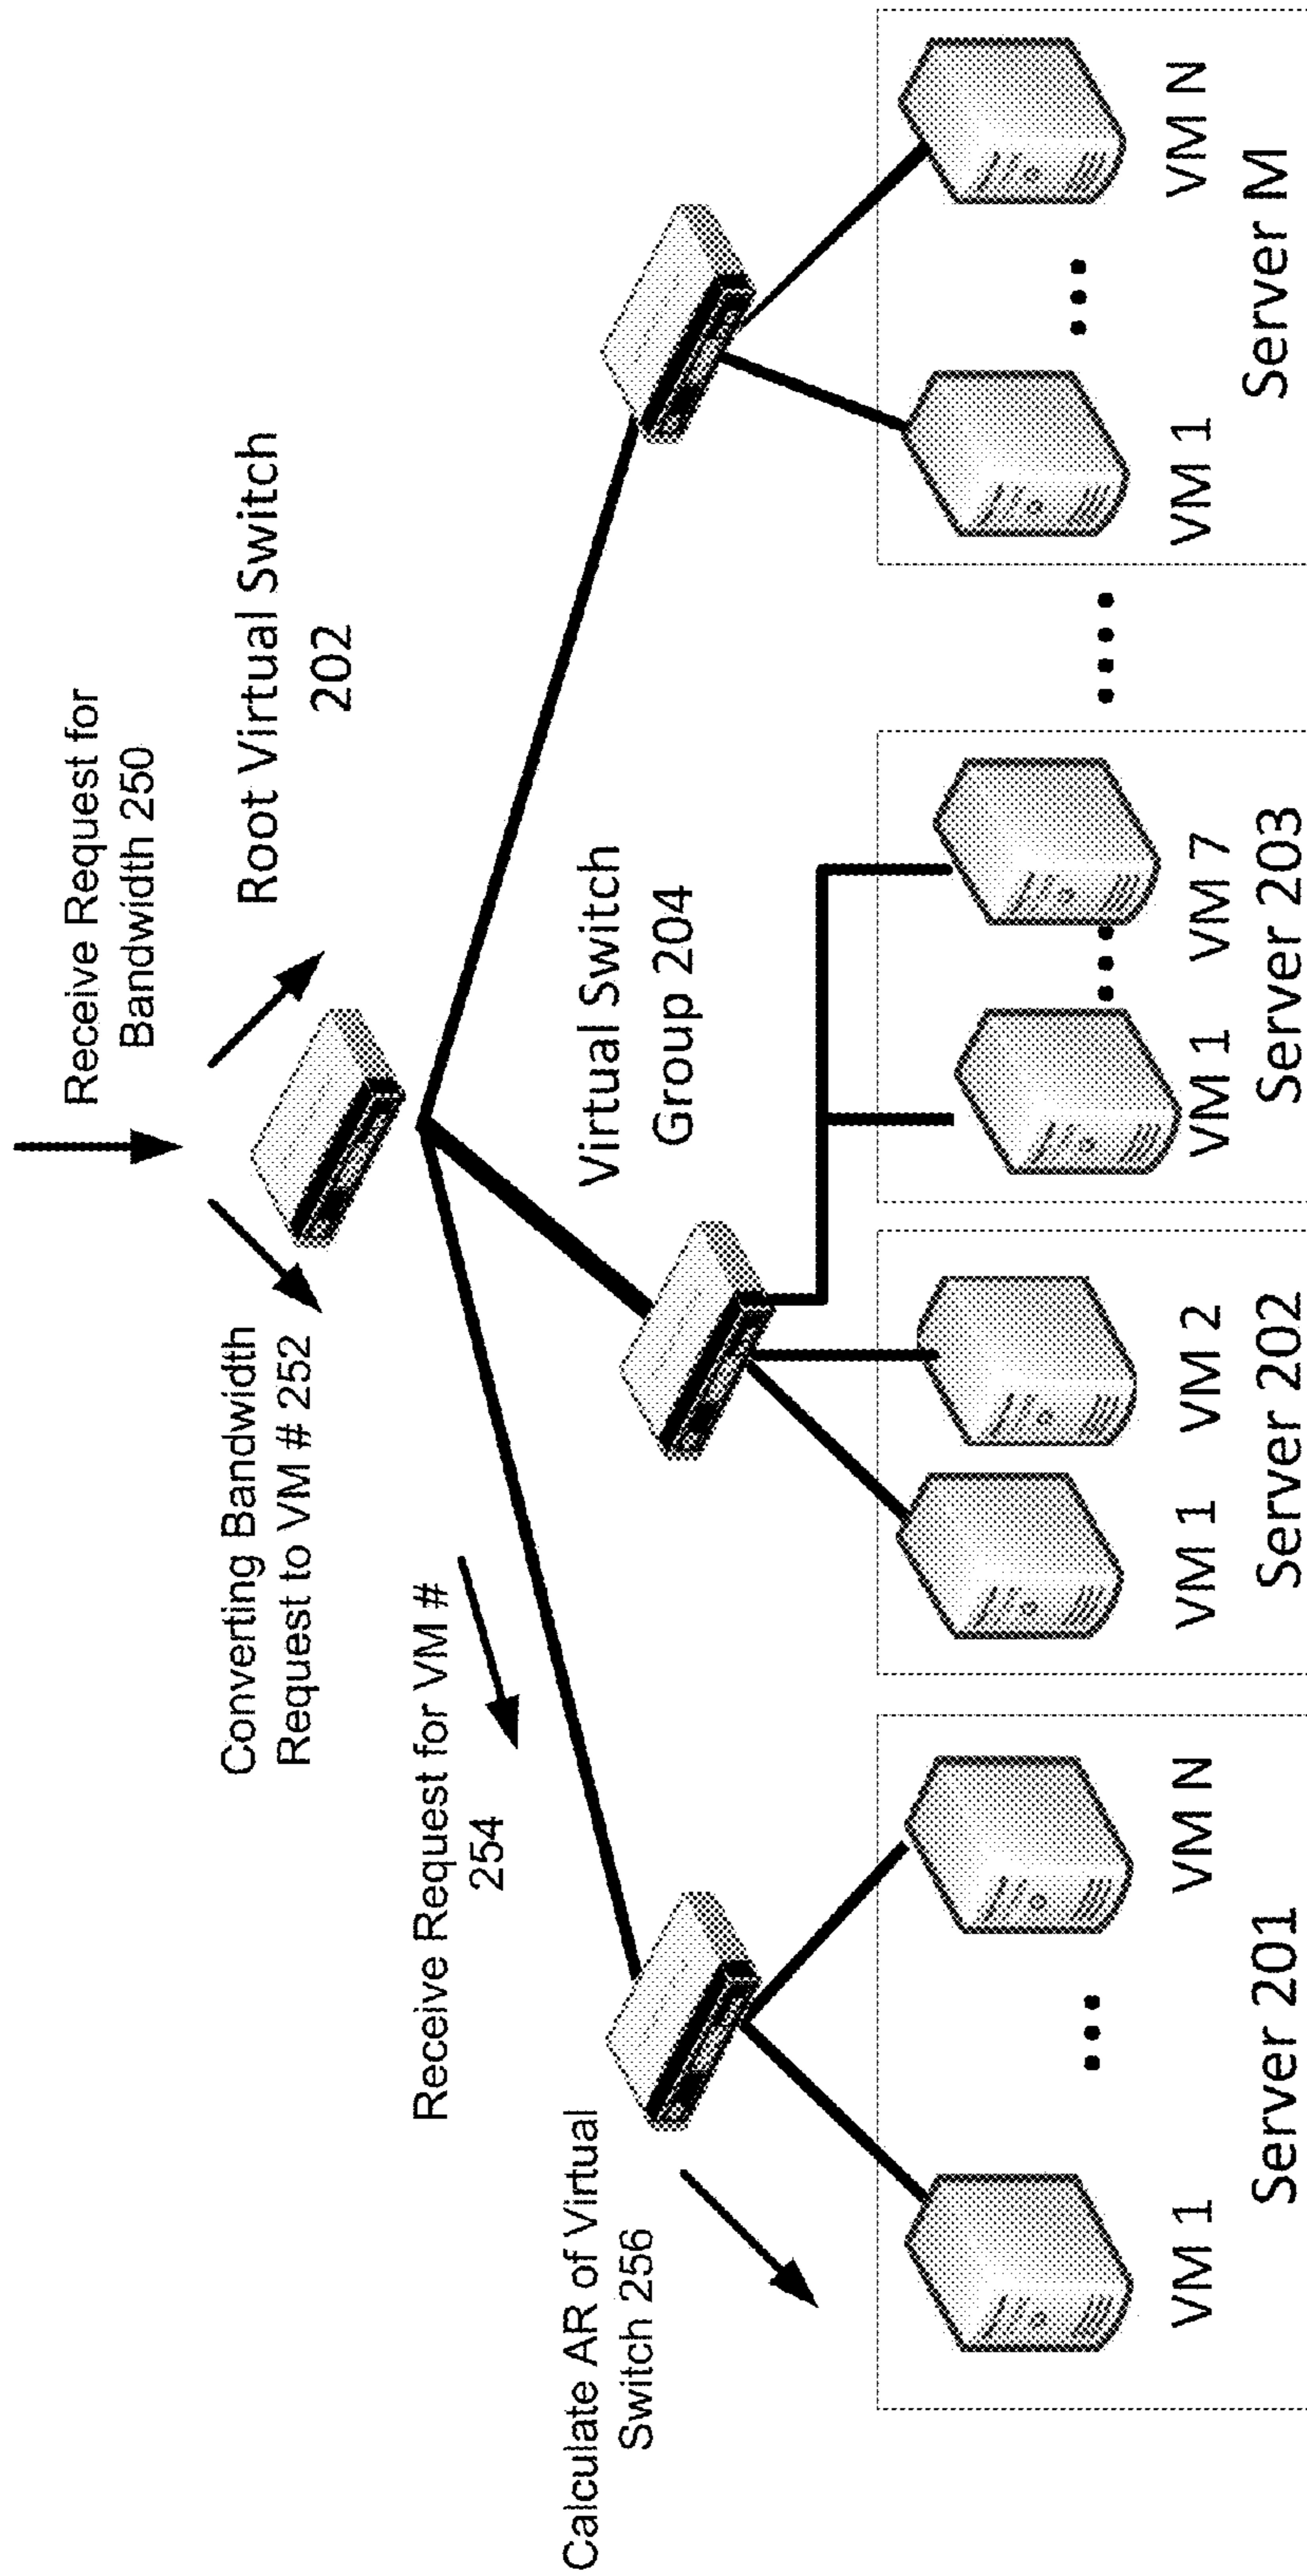 Receive Request for
Bandwidth 250
Root Virtual Switch
202
Converting Bandwidth
Request to VM # 252
Receive Request for VM #
254
Virtual Switch
Group 204
Calculate AR of Virtual
Switch 256
VM 1
VM N
Server 201
VM 1
VM 2
Server 202
VM 1
VM 7
Server 203
VM 1
VM N
Server M